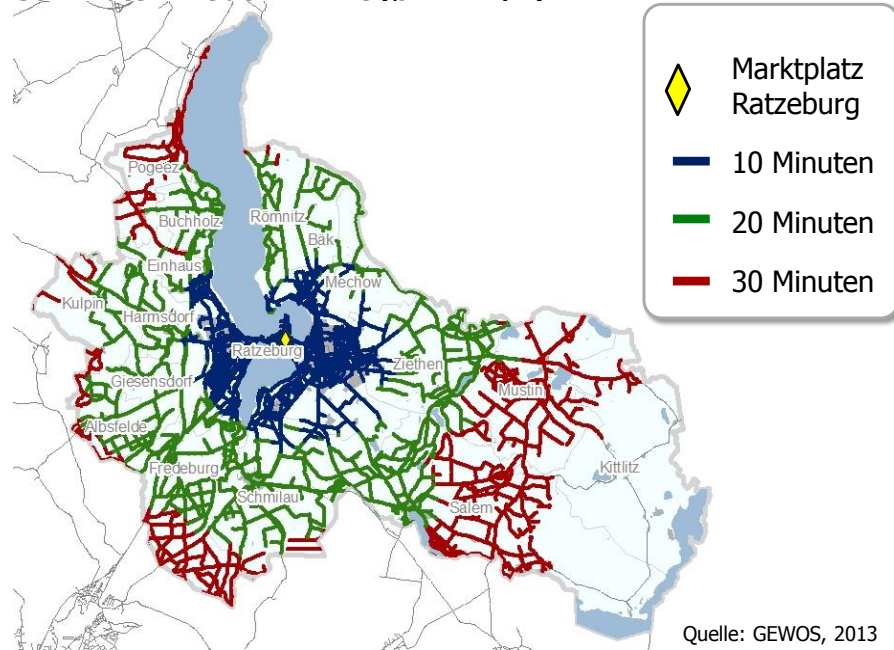 Marktplatz
Ratzeburg
10 Minuten
20 Minuten
30 Minuten
Pogeez
Buchholz
Römnitz
Bäk
Einhaus
Mechow
Kulpin
Harmsdorf
Ratzeburg
Ziethen
Giesensdorf
Mustin
Albsfelde
Fredeburg
Kittlitz
Schmilau
Salem
Quelle: GEWOS, 2013